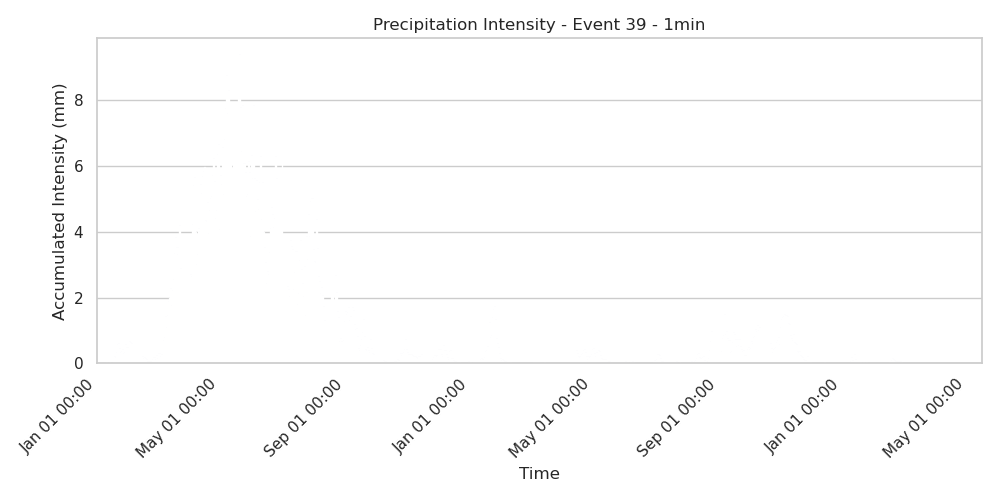 Precipitation Intensity - Event 39 - 1min
Accumulated Intensity (mm)
8
6
4
2
0
Jan 01 00:00
May 01 00:00
Sep 01 00:00
Jan 01 00:00
May 01 00:00
Sep 01 00:00
Jan 01 00:00
May 01 00:00
Time